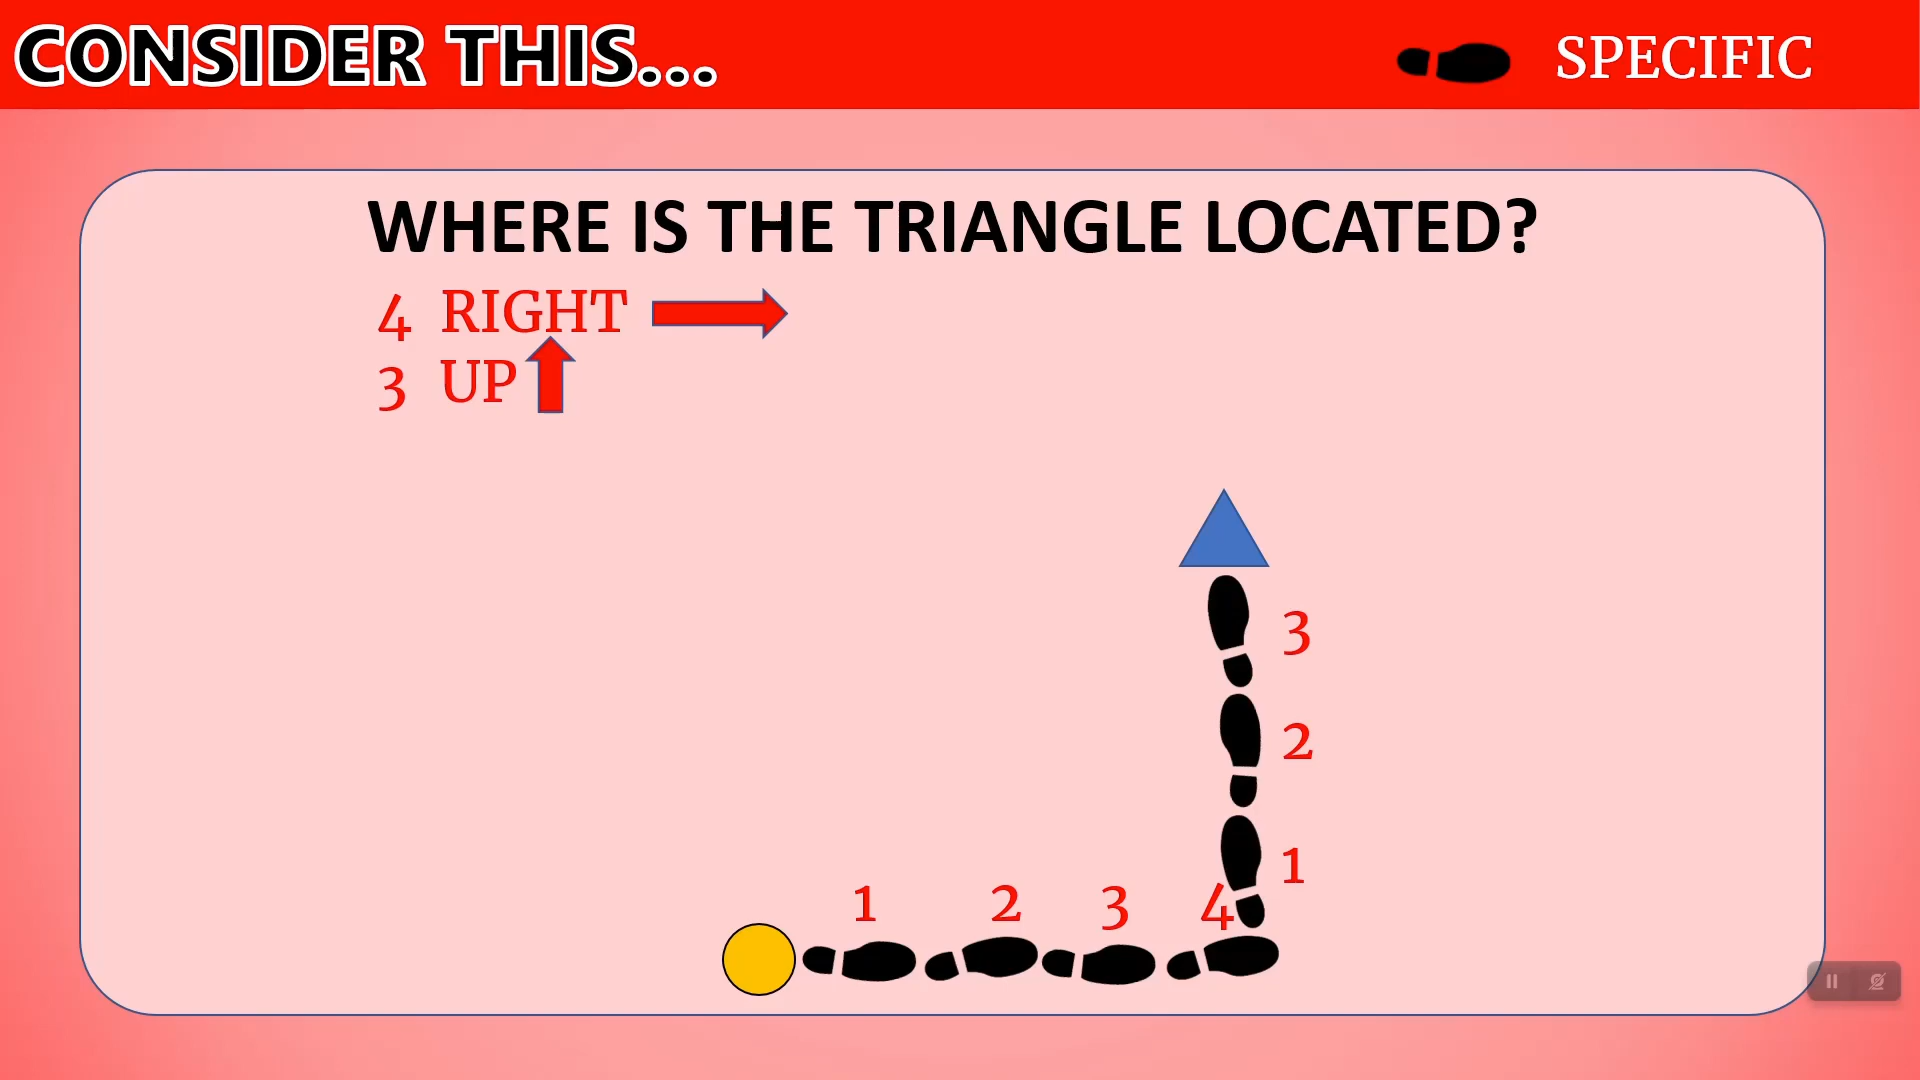 CONSIDER THIS...
SPECIFIC
WHERE IS THE TRIANGLE LOCATED?
4 RIGHT
3 UP
3
2
1
1 2 3 4